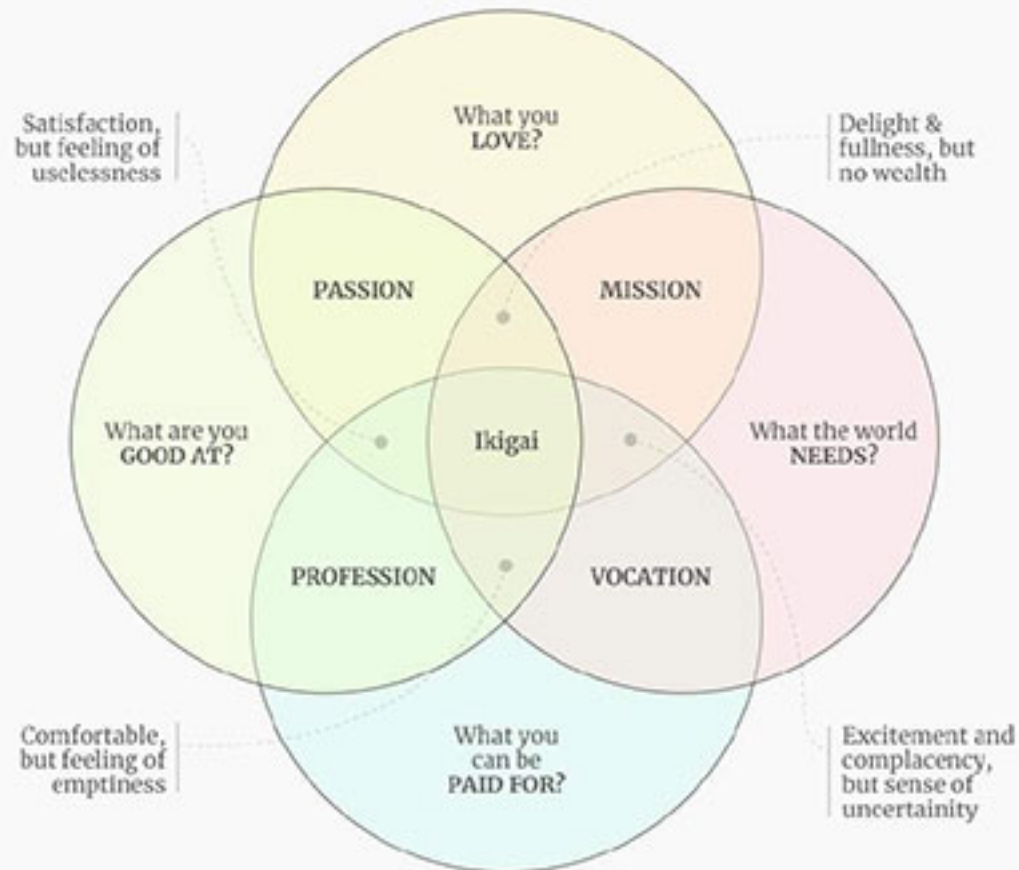 What you
LOVE?
Satisfaction,
but feeling of
uselessness
Delight &
fullness, but
no wealth
PASSION
MISSION
What are you
GOOD AT?
Ikigai
What the world
NEEDS?
PROFESSION
VOCATION
Comfortable,
but feeling of
emptiness
What you
can be
PAID FOR?
Excitement and
complacency,
but sense of
uncertainity